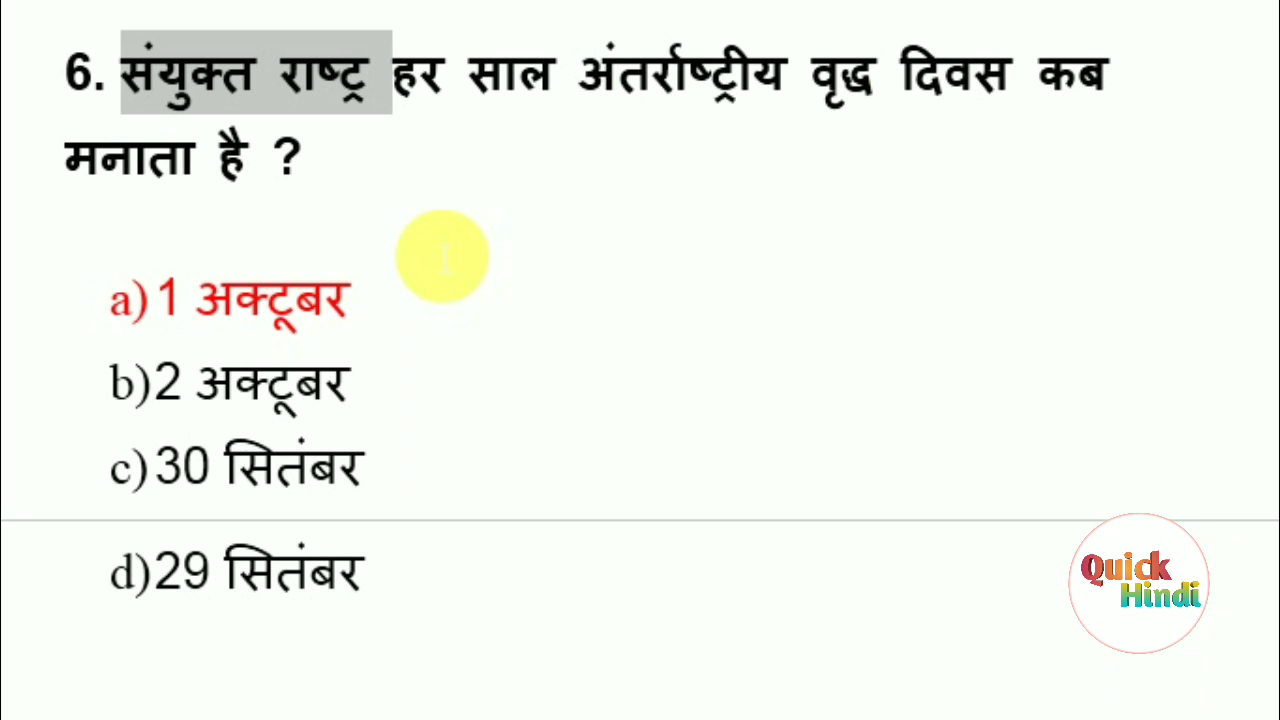 6. संयुक्त राष्ट्र हर साल अंतर्राष्ट्रीय वृद्ध दिवस कब
मनाता है ?
a) 1 अक्टूबर
b) 2 अक्टूबर
c) 30 सितंबर
d) 29 सितंबर
Quick
Hindi